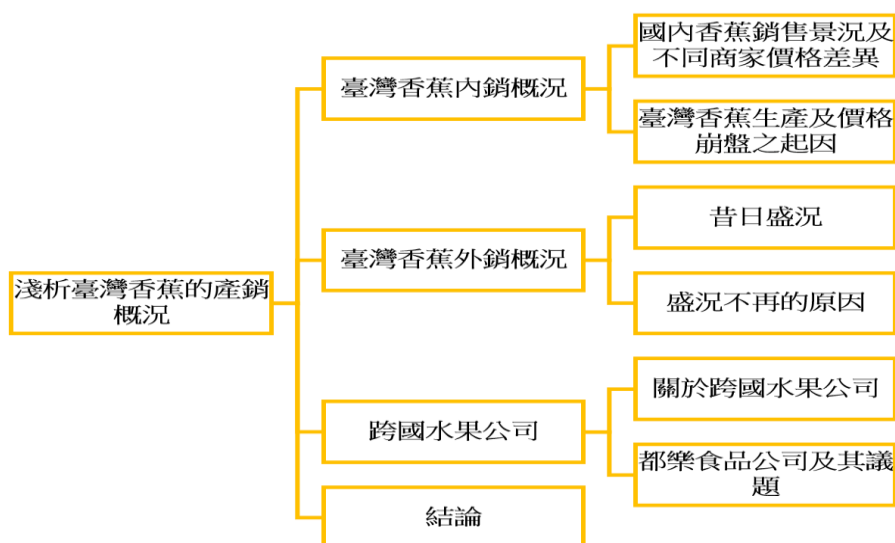 淺析臺灣香蕉的產銷
概況
臺灣香蕉內銷概況
國內香蕉銷售景況及
不同商家價格差異
臺灣香蕉生產及價格
崩盤之起因
臺灣香蕉外銷概況
昔日盛況
盛況不再的原因
跨國水果公司
關於跨國水果公司
都樂食品公司及其議
題
結論